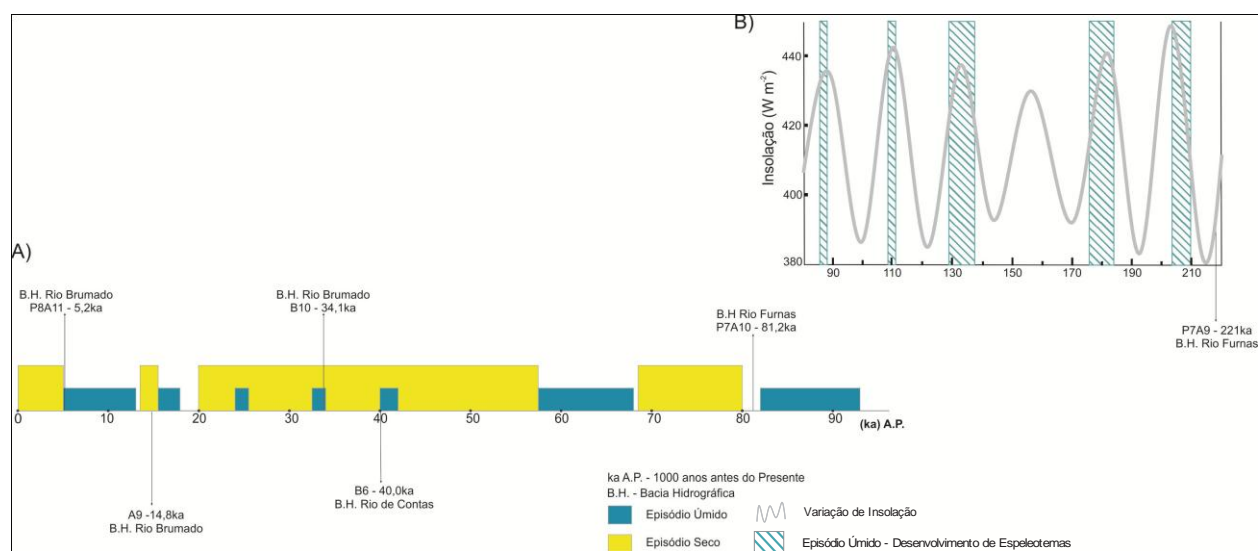 B)
Insolação (W m-2)
440
420
400
380
90
110
130
150
170
190
210
P7A9 - 221ka
B.H. Rio Furnas
A)
B.H. Rio Brumado
P8A11 - 5,2ka
B.H. Rio Brumado
B10 - 34,1ka
B.H Rio Furnas
P7A10 - 81,2ka
0
10
20
30
40
50
60
70
80
90
(ka) A.P.
A9 -14,8ka
B.H. Rio Brumado
B6 - 40,0ka
B.H. Rio de Contas
ka A.P. - 1000 anos antes do Presente
B.H. - Bacia Hidrográfica
Episódio Úmido
Episódio Seco
Variação de Insolação
Episódio Úmido - Desenvolvimento de Espeleotemas